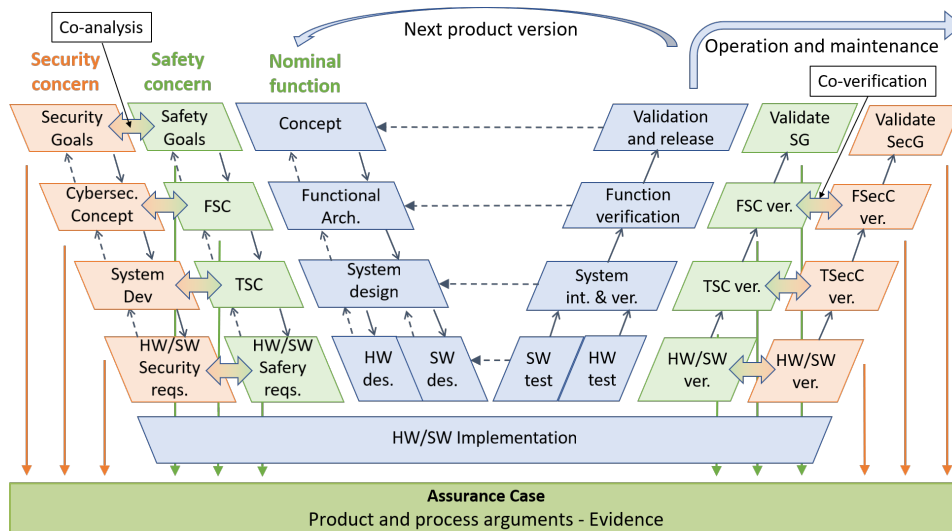 Co-analysis
Next product version
Operation and maintenance
Security
concern
Safety
concern
Nominal
function
Co-verification
Security
Goals
Safety
Goals
Concept
Validation
and release
Validate
SG
Validate
SecG
Cybersec.
Concept
FSC
Functional
Arch.
Function
verification
FSC ver.
FSecC
ver.
System
Dev
TSC
System
design
System
int. & ver.
TSC ver.
TSecC
ver.
HW/SW
Security
reqs.
HW/SW
Safery
reqs.
HW
des.
SW
des.
SW
test
HW
test
HW/SW
ver.
HW/SW
ver.
HW/SW Implementation
Assurance Case
Product and process arguments - Evidence